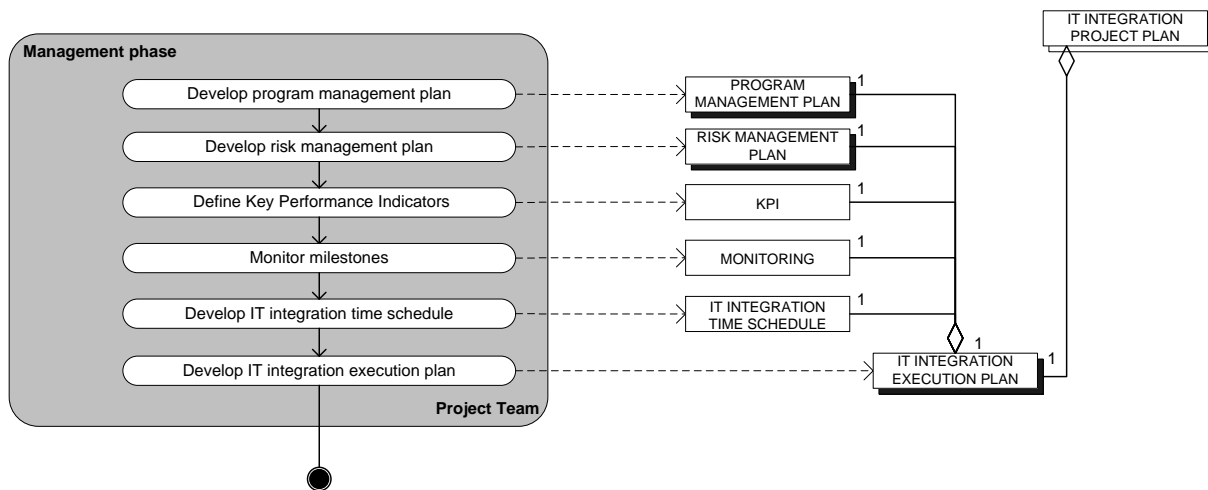 IT INTEGRATION
PROJECT PLAN
Management phase
Develop program management plan
PROGRAM
MANAGEMENT PLAN
1
Develop risk management plan
RISK MANAGEMENT
PLAN
1
Define Key Performance Indicators
KPI
1
Monitor milestones
MONITORING
1
Develop IT integration time schedule
IT INTEGRATION
TIME SCHEDULE
1
Develop IT integration execution plan
1
IT INTEGRATION
EXECUTION PLAN
1
Project Team